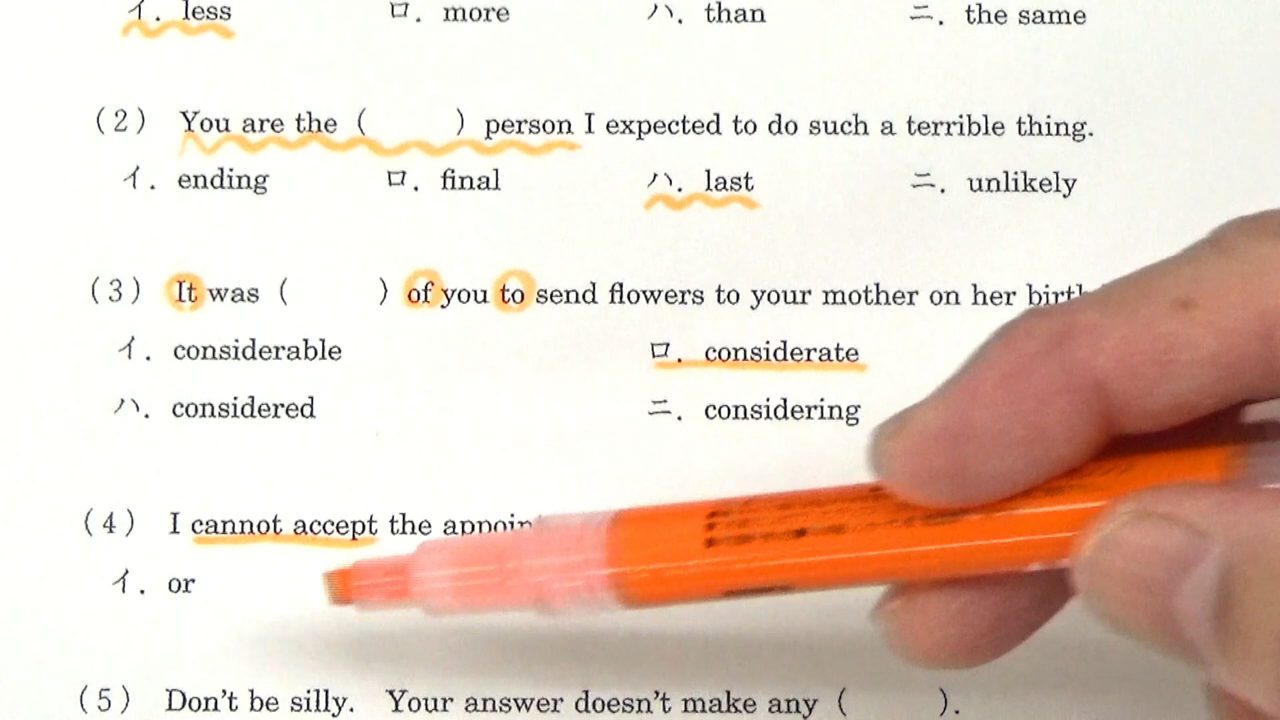 イ. less ロ. more ハ. than ニ. the same
(2) You are the ( ) person I expected to do such a terrible thing.
イ. ending ロ. final ハ. last ニ. unlikely
(3) It was ( ) of you to send flowers to your mother on her
イ. considerable ロ. considerate
ハ. considered ニ. considering
(4) I cannot accept the
イ. or
(5) Don't be silly. Your answer doesn't make any ( ).